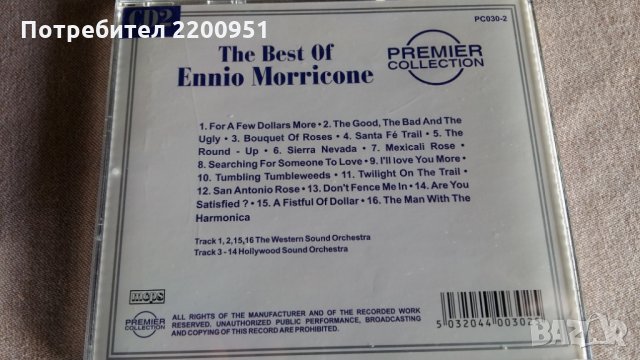 Потребител 2200951
CD2
PC030-2
The Best Of
Ennio Morricone
PREMIER
COLLECTION
1. For A Few Dollars More • 2. The Good, The Bad And The
Ugly • 3. Bouquet Of Roses • 4. Santa Fé Trail • 5. The
Round - Up • 6. Sierra Nevada • 7. Mexicali Rose •
8. Searching For Someone To Love • 9. I'll love You More •
10. Tumbling Tumbleweeds • 11. Twilight On The Trail •
12. San Antonio Rose • 13. Don't Fence Me In • 14. Are You
Satisfied ? • 15. A Fistful Of Dollar • 16. The Man With The
Harmonica
Track 1, 2,15,16 The Western Sound Orchestra
Track 3 - 14 Hollywood Sound Orchestra
mcps
PREMIER
COLLECTION
ALL RIGHTS OF THE MANUFACTURER AND OF THE RECORDED WORK
RESERVED. UNAUTHORIZED PUBLIC PERFORMANCE, BROADCASTING
AND COPYING OF THIS RECORD ARE PROHIBITED.
5 032044 00302
BAZAR